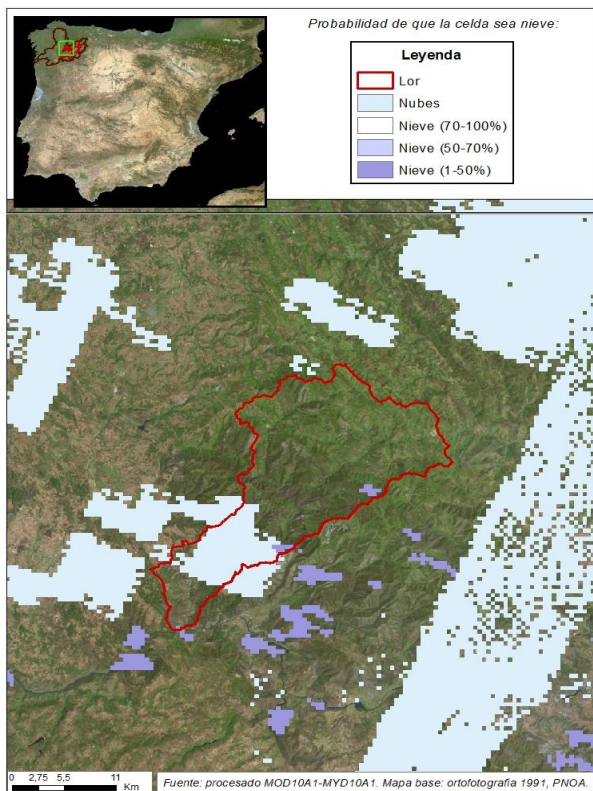 Probabilidad de que la celda sea nieve:
Leyenda
Lor
Nubes
Nieve (70-100%)
Nieve (50-70%)
Nieve (1-50%)
0 2,75 5,5 11
Km
Fuente: procesado MOD10A1-MYD10A1. Mapa base: ortofotografia 1991, PNOA.